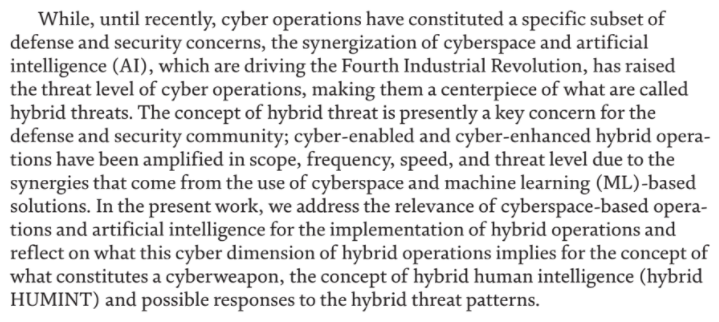 While, until recently, cyber operations have constituted a specific subset of
defense and security concerns, the synergization of cyberspace and artificial
intelligence (AI), which are driving the Fourth Industrial Revolution, has raised
the threat level of cyber operations, making them a centerpiece of what are called
hybrid threats. The concept of hybrid threat is presently a key concern for the
defense and security community; cyber-enabled and cyber-enhanced hybrid opera-
tions have been amplified in scope, frequency, speed, and threat level due to the
synergies that come from the use of cyberspace and machine learning (ML)-based
solutions. In the present work, we address the relevance of cyberspace-based opera-
tions and artificial intelligence for the implementation of hybrid operations and
reflect on what this cyber dimension of hybrid operations implies for the concept of
what constitutes a cyberweapon, the concept of hybrid human intelligence (hybrid
HUMINT) and possible responses to the hybrid threat patterns.